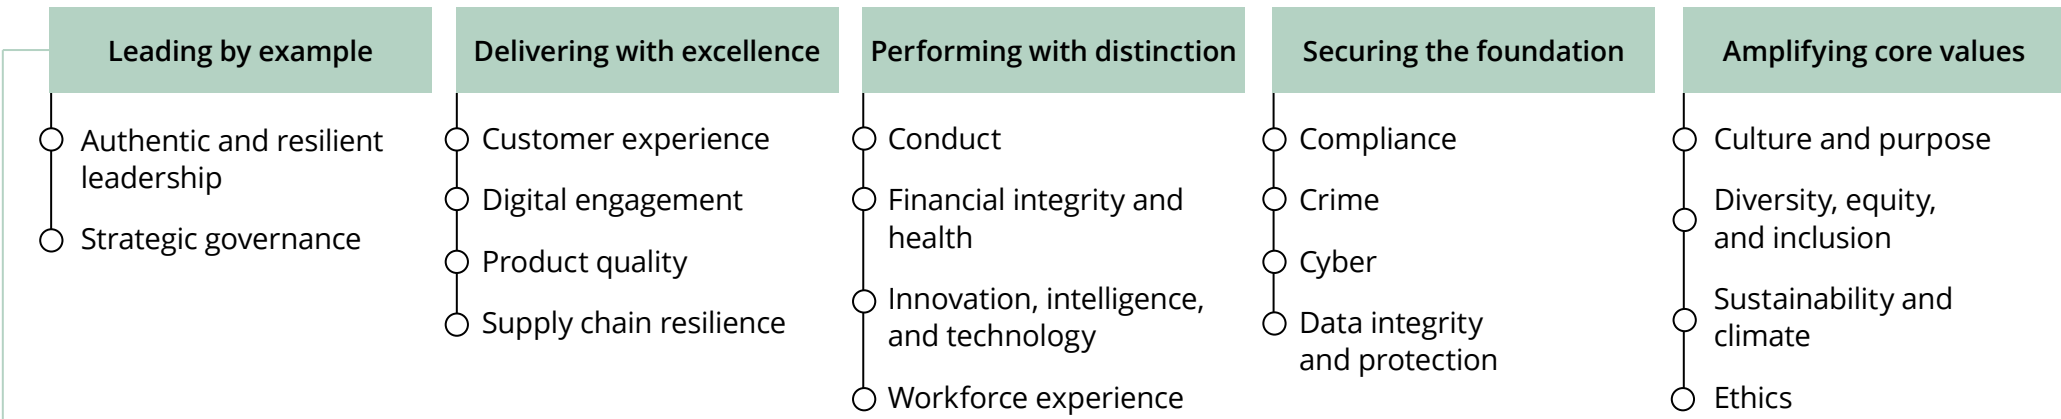 Leading by example
Authentic and resilient
leadership
Strategic governance
Delivering with excellence
Customer experience
Digital engagement
Product quality
Supply chain resilience
Performing with distinction
Conduct
Financial integrity and
health
Innovation, intelligence,
and technology
Workforce experience
Securing the foundation
Compliance
Crime
Cyber
Data integrity
and protection
Amplifying core values
Culture and purpose
Diversity, equity,
and inclusion
Sustainability and
climate
Ethics